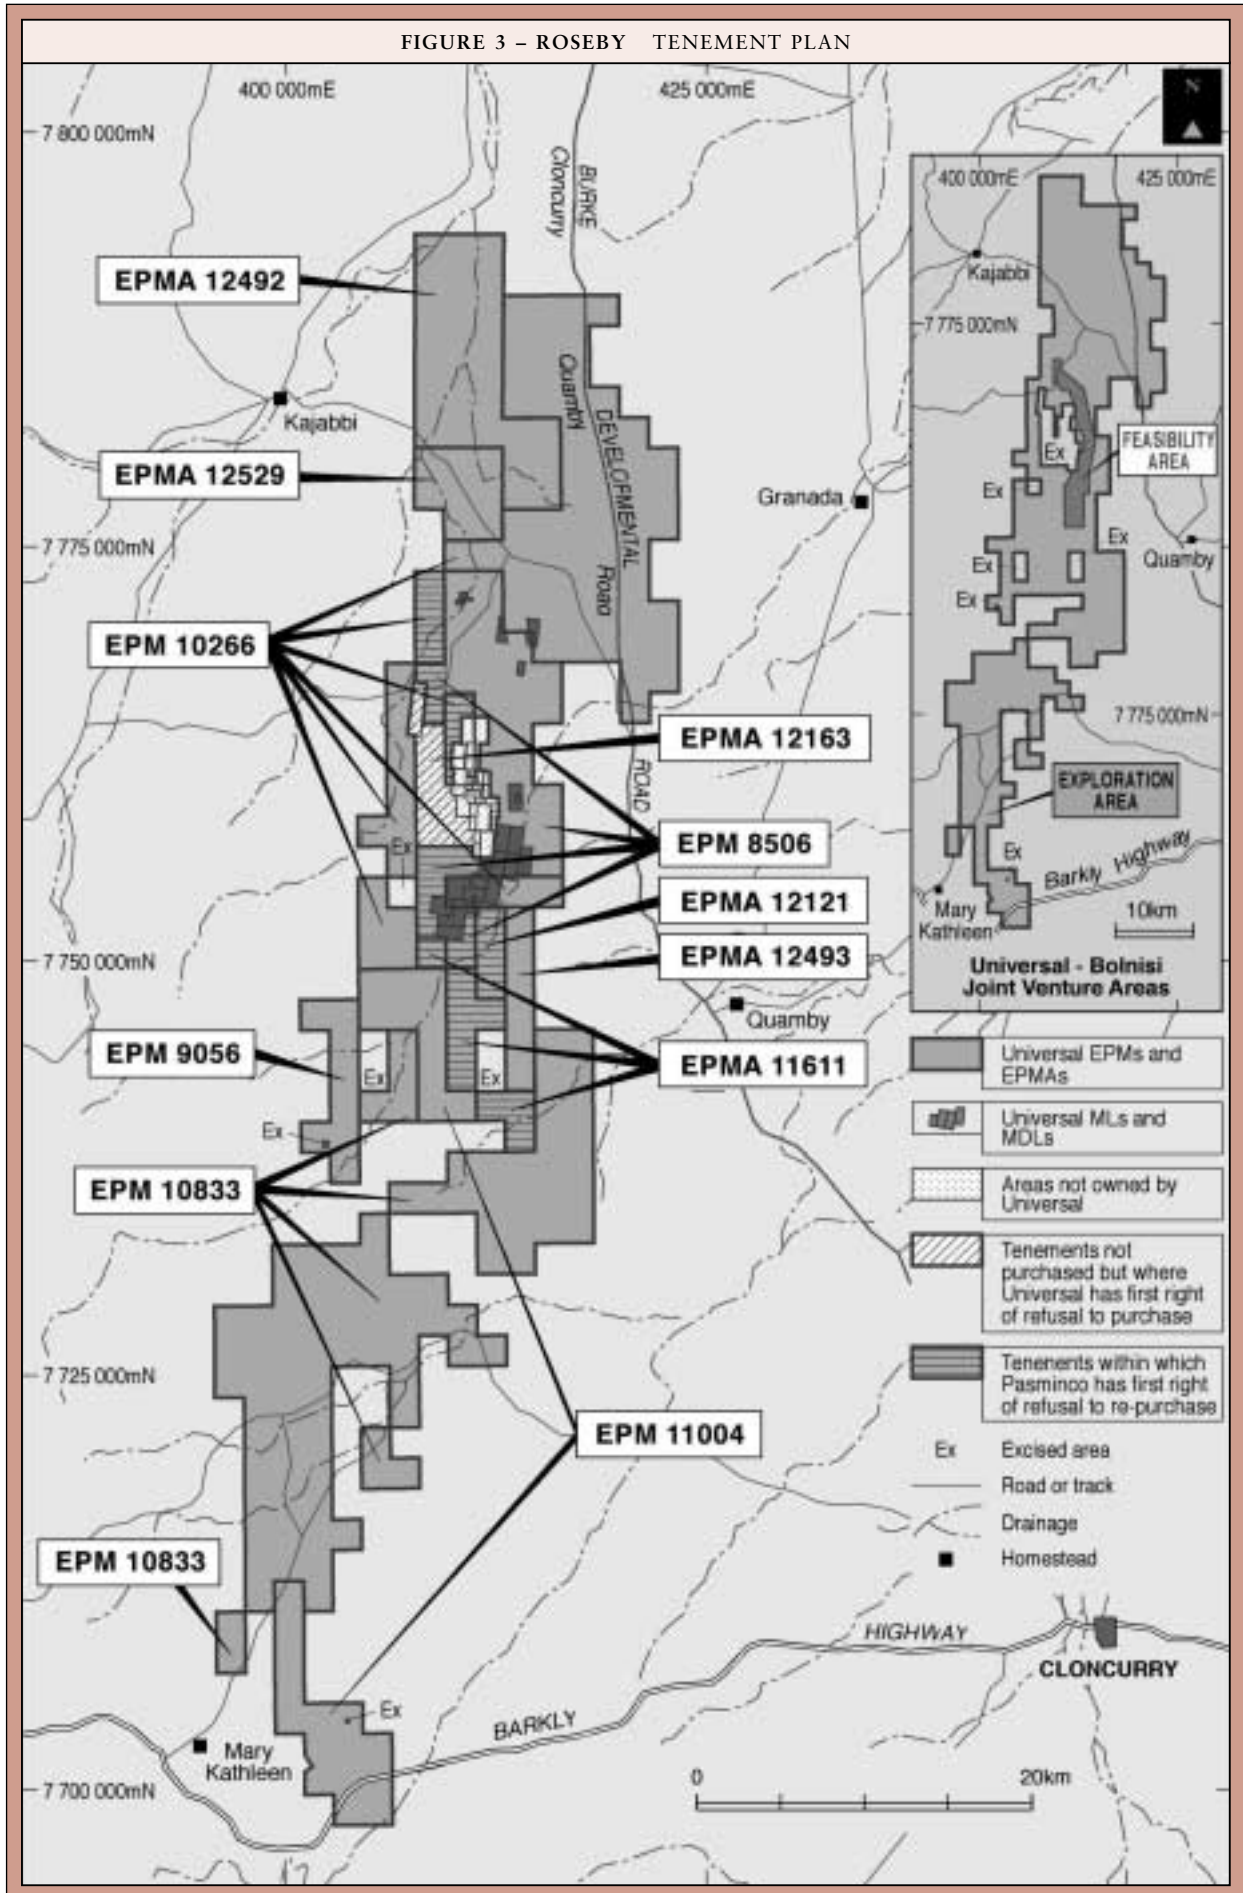 FIGURE 3 – ROSEBY TENEMENT PLAN
400 000mE
425 000mE
N
7 800 000mN
BURKE
Cloncurry
400 000mE
425 000mE
EPMA 12492
Kajabbi
7 775 000mN
Quamby
DEVELOPMENTAL
Road
Kajabbi
FEASIBILITY
AREA
Ex
EPMA 12529
Granada
Ex
7 775 000mN
Ex
Quamby
Ex
Ex
EPM 10266
EPMA 12163
7 775 000mN
ROAD
EXPLORATION
AREA
EPM 8506
Ex
Ex
Barkly Highway
EPMA 12121
Mary
Kathleen
10km
EPMA 12493
7 750 000mN
Universal - Bolnisi
Joint Venture Areas
Quamby
EPM 9056
Ex
Ex
EPMA 11611
Universal EPMs and
EPMAs
Ex
Universal MLs and
MDLs
EPM 10833
Areas not owned by
Universal
Tenements not
purchased but where
Universal has first right
of refusal to purchase
7 725 000mN
Tenenents within which
Pasminco has first right
of refusal to re-purchase
EPM 11004
Ex Excised area
Road or track
Drainage
EPM 10833
Homestead
HIGHWAY
CLONCURRY
Ex
BARKLY
Mary
Kathleen
7 700 000mN
0 20km